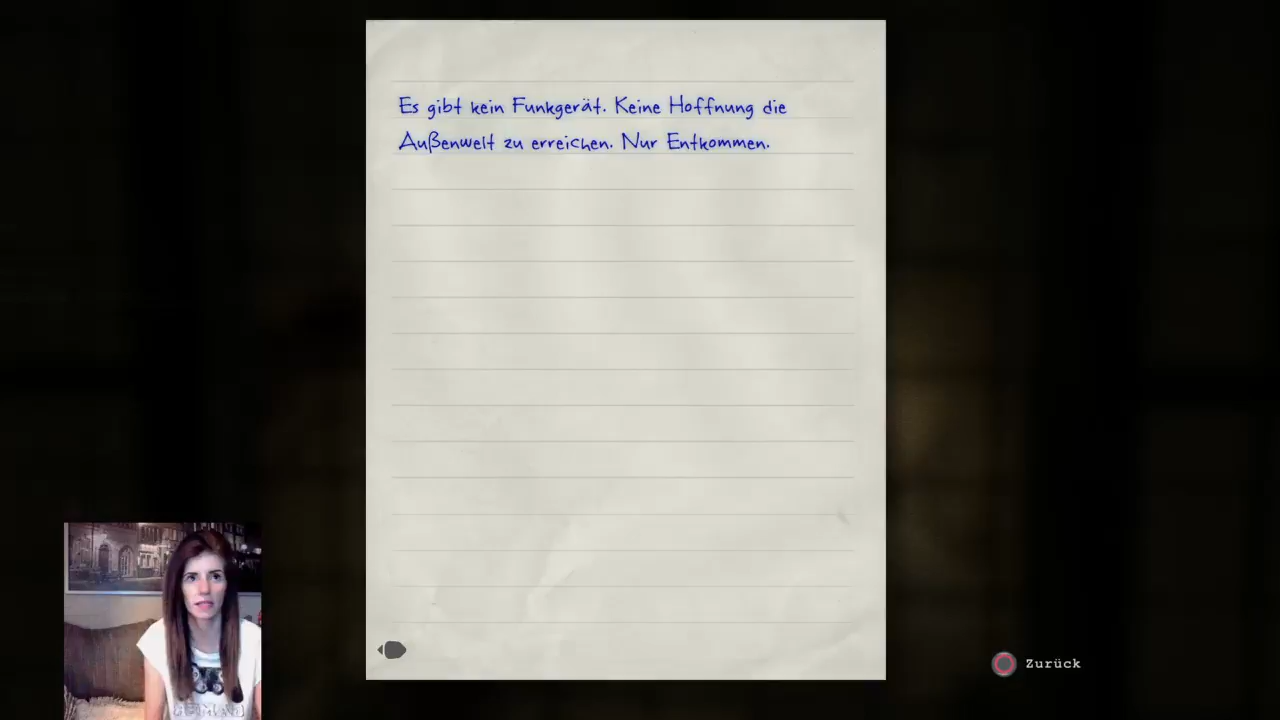 Es gibt kein Funkgerät. Keine Hoffnung die
Außenwelt zu erreichen. Nur Entkommen.
Zurück